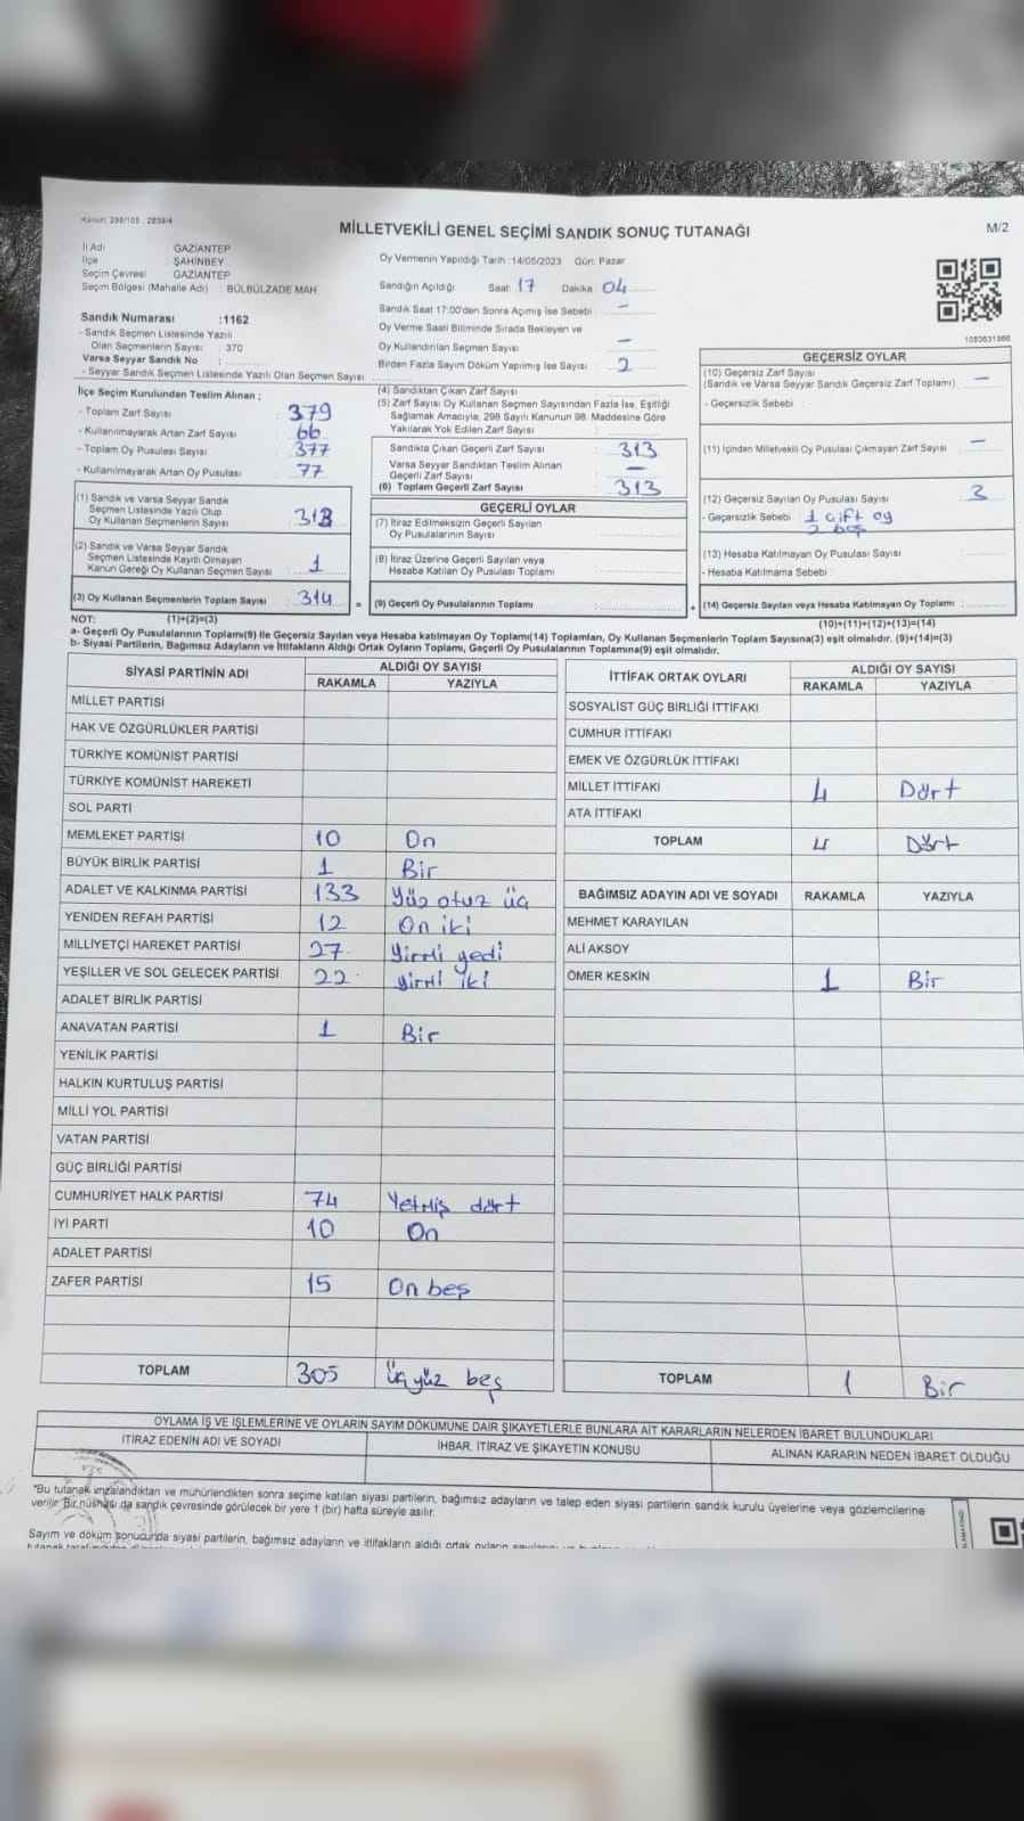 Kanun: 298/105 : 2839/4
MİLLETVEKİLİ GENEL SEÇİMİ SANDIK SONUÇ TUTANAĞI
M/2
İl Adı GAZİANTEP
İlçe ŞAHİNBEY
Seçim Çevresi GAZİANTEP
Seçim Bölgesi (Mahalle Adı) : BÜLBÜLZADE MAH.
Sandık Numarası :1162
- Sandık Seçmen Listesinde Yazılı
Olan Seçmenlerin Sayısı : 370
Varsa Seyyar Sandık No :
- Seyyar Sandık Seçmen Listesinde Yazılı Olan Seçmen Sayısı
Oy Vermenin Yapıldığı Tarih :14/05/2023 Gün: Pazar
Sandığın Açıldığı Saat 17 Dakika 04
Sandık Saat 17:00'den Sonra Açılmış İse Sebebi –
Oy Verme Saati Bitiminde Sırada Bekleyen ve
Oy Kullandırılan Seçmen Sayısı –
Birden Fazla Sayım Döküm Yapılmış İse Sayısı 2
İlçe Seçim Kurulundan Teslim Alınan ;
- Toplam Zarf Sayısı 379
- Kullanılmayarak Artan Zarf Sayısı 66
- Toplam Oy Pusulası Sayısı 377
- Kullanılmayarak Artan Oy Pusulası 77
(1) Sandık ve Varsa Seyyar Sandık
Seçmen Listesinde Yazılı Olup
Oy Kullanan Seçmenlerin Sayısı 313
(2) Sandık ve Varsa Seyyar Sandık
Seçmen Listesinde Kayıtlı Olmayan
Kanun Gereği Oy Kullanan Seçmen Sayısı 1
(3) Oy Kullanan Seçmenlerin Toplam Sayısı 314
(4) Sandıktan Çıkan Zarf Sayısı
(5) Zarf Sayısı Oy Kullanan Seçmen Sayısından Fazla İse, Eşitliği
Sağlamak Amacıyla, 298 Sayılı Kanunun 98. Maddesine Göre
Yakılarak Yok Edilen Zarf Sayısı
Sandıkta Çıkan Geçerli Zarf Sayısı 313
Varsa Seyyar Sandıktan Teslim Alınan
Geçerli Zarf Sayısı –
(6) Toplam Geçerli Zarf Sayısı 313
GEÇERLİ OYLAR
(7) İtiraz Edilmeksizin Geçerli Sayılan
Oy Pusulalarının Sayısı
(8) İtiraz Üzerine Geçerli Sayılan veya
Hesaba Katılan Oy Pusulası Toplamı
= (9) Geçerli Oy Pusulalarının Toplamı
GEÇERSİZ OYLAR
(10) Geçersiz Zarf Sayısı
(Sandık ve Varsa Seyyar Sandık Geçersiz Zarf Toplamı) –
- Geçersizlik Sebebi :
(11) İçinden Milletvekili Oy Pusulası Çıkmayan Zarf Sayısı –
(12) Geçersiz Sayılan Oy Pusulası Sayısı 3
- Geçersizlik Sebebi 1 çift oy
2 boş
(13) Hesaba Katılmayan Oy Pusulası Sayısı
- Hesaba Katılmama Sebebi
+ (14) Geçersiz Sayılan veya Hesaba Katılmayan Oy Toplamı
NOT: (1)+(2)=(3)
(10)+(11)+(12)+(13)=(14)
a- Geçerli Oy Pusulalarının Toplamı(9) ile Geçersiz Sayılan veya Hesaba katılmayan Oy Toplamı(14) Toplamları, Oy Kullanan Seçmenlerin Toplam Sayısına(3) eşit olmalıdır. (9)+(14)=(3)
b- Siyasi Partilerin, Bağımsız Adayların ve İttifakların Aldığı Ortak Oyların Toplamı, Geçerli Oy Pusulalarının Toplamına(9) eşit olmalıdır.
SİYASİ PARTİNİN ADI ALDIĞI OY SAYISI
RAKAMLA YAZIYLA
MİLLET PARTİSİ
HAK VE ÖZGÜRLÜKLER PARTİSİ
TÜRKİYE KOMÜNİST PARTİSİ
TÜRKİYE KOMÜNİST HAREKETİ
SOL PARTİ
MEMLEKET PARTİSİ 10 On
BÜYÜK BİRLİK PARTİSİ 1 Bir
ADALET VE KALKINMA PARTİSİ 133 Yüz otuz üç
YENİDEN REFAH PARTİSİ 12 On iki
MİLLİYETÇİ HAREKET PARTİSİ 27 Yirmi yedi
YEŞİLLER VE SOL GELECEK PARTİSİ 22 yirmi iki
ADALET BİRLİK PARTİSİ
ANAVATAN PARTİSİ 1 Bir
YENİLİK PARTİSİ
HALKIN KURTULUŞ PARTİSİ
MİLLİ YOL PARTİSİ
VATAN PARTİSİ
GÜÇ BİRLİĞİ PARTİSİ
CUMHURİYET HALK PARTİSİ 74 Yetmiş dört
İYİ PARTİ 10 On
ADALET PARTİSİ
ZAFER PARTİSİ 15 On beş
TOPLAM 305 Üçyüz beş
İTTİFAK ORTAK OYLARI ALDIĞI OY SAYISI
RAKAMLA YAZIYLA
SOSYALİST GÜÇ BİRLİĞİ İTTİFAKI
CUMHUR İTTİFAKI
EMEK VE ÖZGÜRLÜK İTTİFAKI
MİLLET İTTİFAKI 4 Dört
ATA İTTİFAKI
TOPLAM 4 Dört
BAĞIMSIZ ADAYIN ADI VE SOYADI RAKAMLA YAZIYLA
MEHMET KARAYILAN
ALİ AKSOY
ÖMER KESKİN 1 Bir
TOPLAM 1 Bir
OYLAMA İŞ VE İŞLEMLERİNE VE OYLARIN SAYIM DÖKÜMÜNE DAİR ŞİKAYETLERLE BUNLARA AİT KARARLARIN NELERDEN İBARET BULUNDUKLARI
İTİRAZ EDENİN ADI VE SOYADI İHBAR, İTİRAZ VE ŞİKAYETİN KONUSU ALINAN KARARIN NEDEN İBARET OLDUĞU
"Bu tutanak imzalandıktan ve mühürlendikten sonra seçime katılan siyasi partilerin, bağımsız adayların ve talep eden siyasi partilerin sandık kurulu üyelerine veya gözlemcilerine
verilir. Bir nüshası da sandık çevresinde görülecek bir yere 1 (bir) hafta süreyle asılır.
Sayım ve döküm sonucunda siyasi partilerin, bağımsız adayların ve ittifakların aldığı ortak oyların